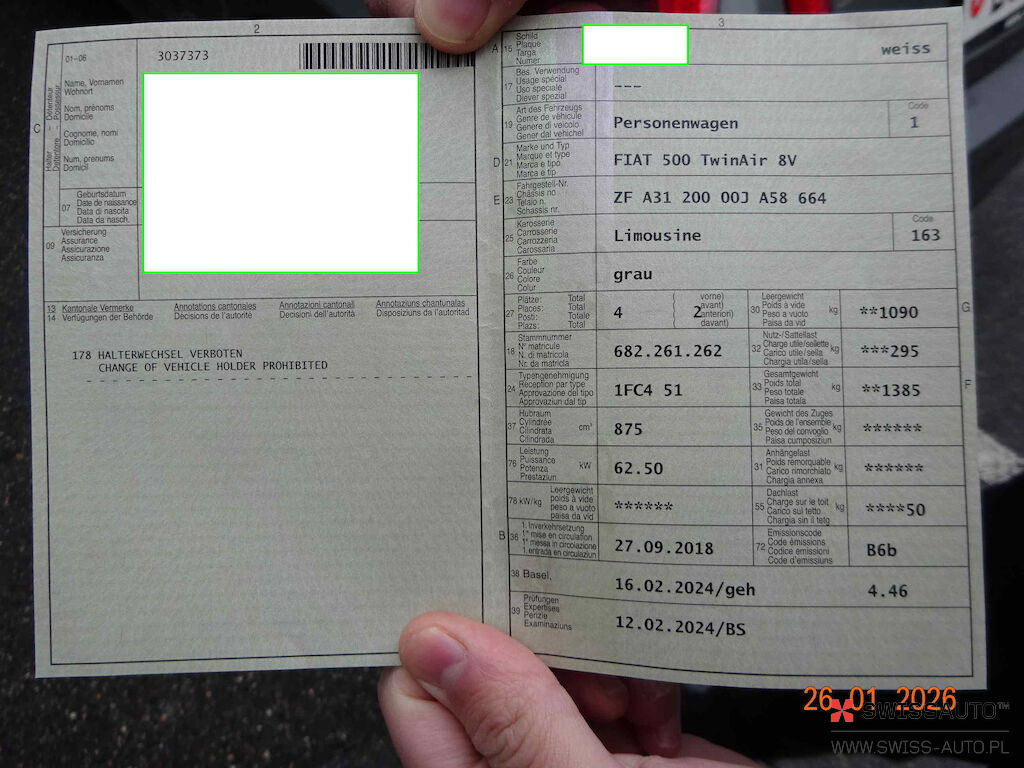 2
01-06
3037373
C
Détenteur - Possessur
Halter - Detentore
Name, Vornamen
Wohnort
Nom, prénoms
Domicile
Cognome, nomi
Domicilio
Num, prenums
Domicil
07
Geburtsdatum
Date de naissance
Data di nascita
Data da nasch.
09
Versicherung
Assurance
Assicurazione
Assicuranza
13 Kantonale Vermerke Annotations cantonales Annotazioni cantonali Annotaziuns chantunalas
14 Verfügungen der Behörde Décisions de l'autorité Decisioni dell'autorità Disposiziuns da l'autoritad
178 HALTERWECHSEL VERBOTEN
CHANGE OF VEHICLE HOLDER PROHIBITED
3
A 15
Schild
Plaque
Targa
Numer
weiss
17
Bes. Verwendung
Usage spécial
Uso speciale
Diever spezial
---
19
Art des Fahrzeugs
Genre de véhicule
Genere di veicolo
Gener dal vehichel
Personenwagen
Code
1
D 21
Marke und Typ
Marque et type
Marca e tipo
Marca e tip
FIAT 500 TwinAir 8V
E 23
Fahrgestell-Nr.
Châssis no
Telaio n.
Schassis nr.
ZF A31 200 00J A58 664
25
Karosserie
Carrosserie
Carrozzeria
Carossaria
Limousine
Code
163
26
Farbe
Couleur
Colore
Colur
grau
27
Plätze: Total
Places: Total
Posti: Totale
Plazs: Total
4
( vorne)
( avant)
( anteriori)
( davant)
2
30
Leergewicht
Poids à vide
Peso a vuoto
Paisa da vid
kg
**1090
G
18
Stammnummer
N° matricule
N. di matricola
Nr. da matricla
682.261.262
32
Nutz-/Sattellast
Charge utile/sellette
Carico utile/sella
Chargia utila/sella
kg
***295
24
Typengenehmigung
Réception par type
Approvazione del tipo
Approvaziun dal tip
1FC4 51
33
Gesamtgewicht
Poids total
Peso totale
Paisa totala
kg
**1385
F
37
Hubraum
Cylindrée
Cilindrata
Cilindrada
cm³
875
35
Gewicht des Zuges
Poids de l'ensemble
Peso del convoglio
Paisa cumposiziun
kg
******
76
Leistung
Puissance
Potenza
Prestaziun
kW
62.50
31
Anhängelast
Poids remorquable
Carico rimorchiato
Chargia annexa
kg
******
78 kW/kg
Leergewicht
poids à vide
peso a vuoto
paisa da vid
******
55
Dachlast
Charge sur le toit
Carico sul tetto
Chargia sin il tetg
kg
****50
B 36
1. Inverkehrsetzung
1re mise en circulation
1a messa in circolazione
1. entrada en circulaziun
27.09.2018
72
Emissionscode
Code émissions
Codice emissioni
Code d'emissiuns
B6b
38 Basel,
16.02.2024/geh
4.46
39
Prüfungen
Expertises
Perizie
Examinaziuns
12.02.2024/BS
26.01.2026
SWISSAUTO™
WWW.SWISS-AUTO.PL